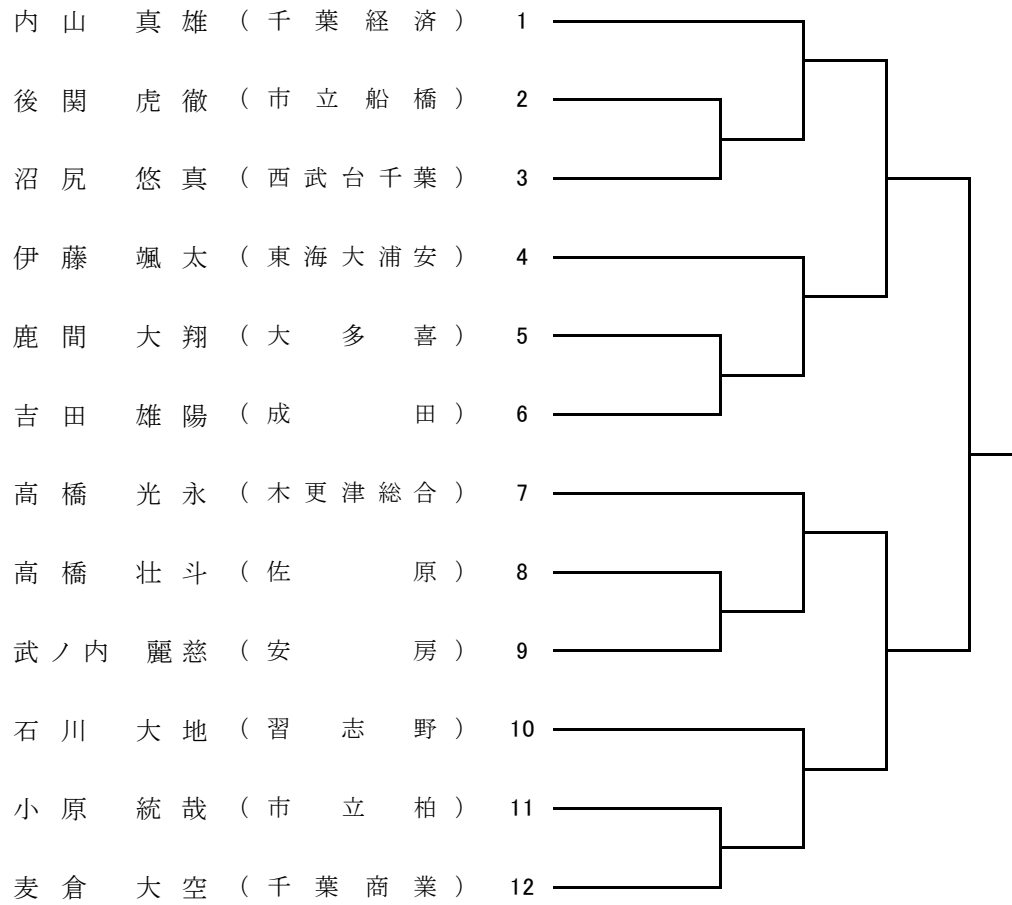 内山 真雄 (千葉経済) 1
後関 虎徹 (市立船橋) 2
沼尻 悠真 (西武台千葉) 3
伊藤 颯太 (東海大浦安) 4
鹿間 大翔 (大多喜) 5
吉田 雄陽 (成田) 6
高橋 光永 (木更津総合) 7
高橋 壮斗 (佐原) 8
武ノ内 麗慈 (安房) 9
石川 大地 (習志野) 10
小原 統哉 (市立柏) 11
麦倉 大空 (千葉商業) 12